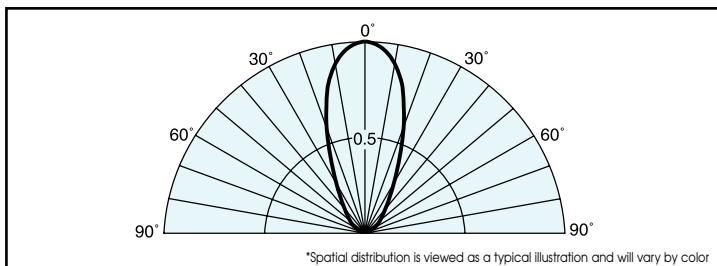 0°
30° 30°
60° 0.5 60°
90° 90°
"Spatial distribution is viewed as a typical illustration and will vary by color